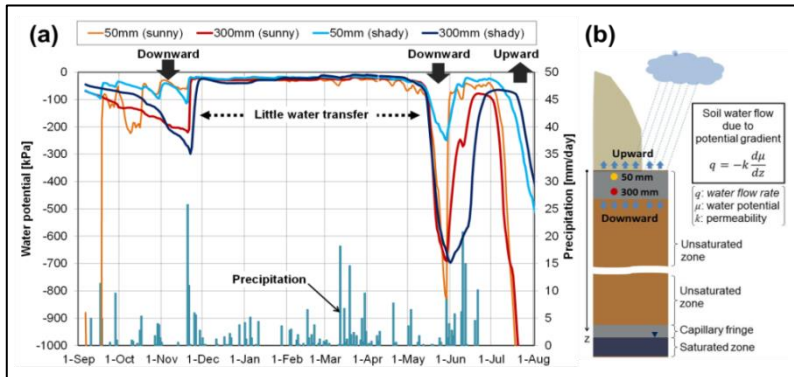 50mm (sunny) 300mm (sunny) 50mm (shady) 300mm (shady)
(a)
Downward Downward Upward
0 50
-100 45
-200 40
-300 35
-400 30
-500 25
-600 20
-700 15
-800 10
-900 5
-1000 0
Water potential [kPa]
Precipitation [mm/day]
Little water transfer
Precipitation
1-Sep 1-Oct 1-Nov 1-Dec 1-Jan 1-Feb 1-Mar 1-Apr 1-May 1-Jun 1-Jul 1-Aug
(b)
Soil water flow
due to
potential gradient
q = −k dμ/dz
q: water flow rate
μ: water potential
k: permeability
Upward
50 mm
300 mm
Downward
Unsaturated
zone
Unsaturated
zone
Capillary fringe
Saturated zone
z